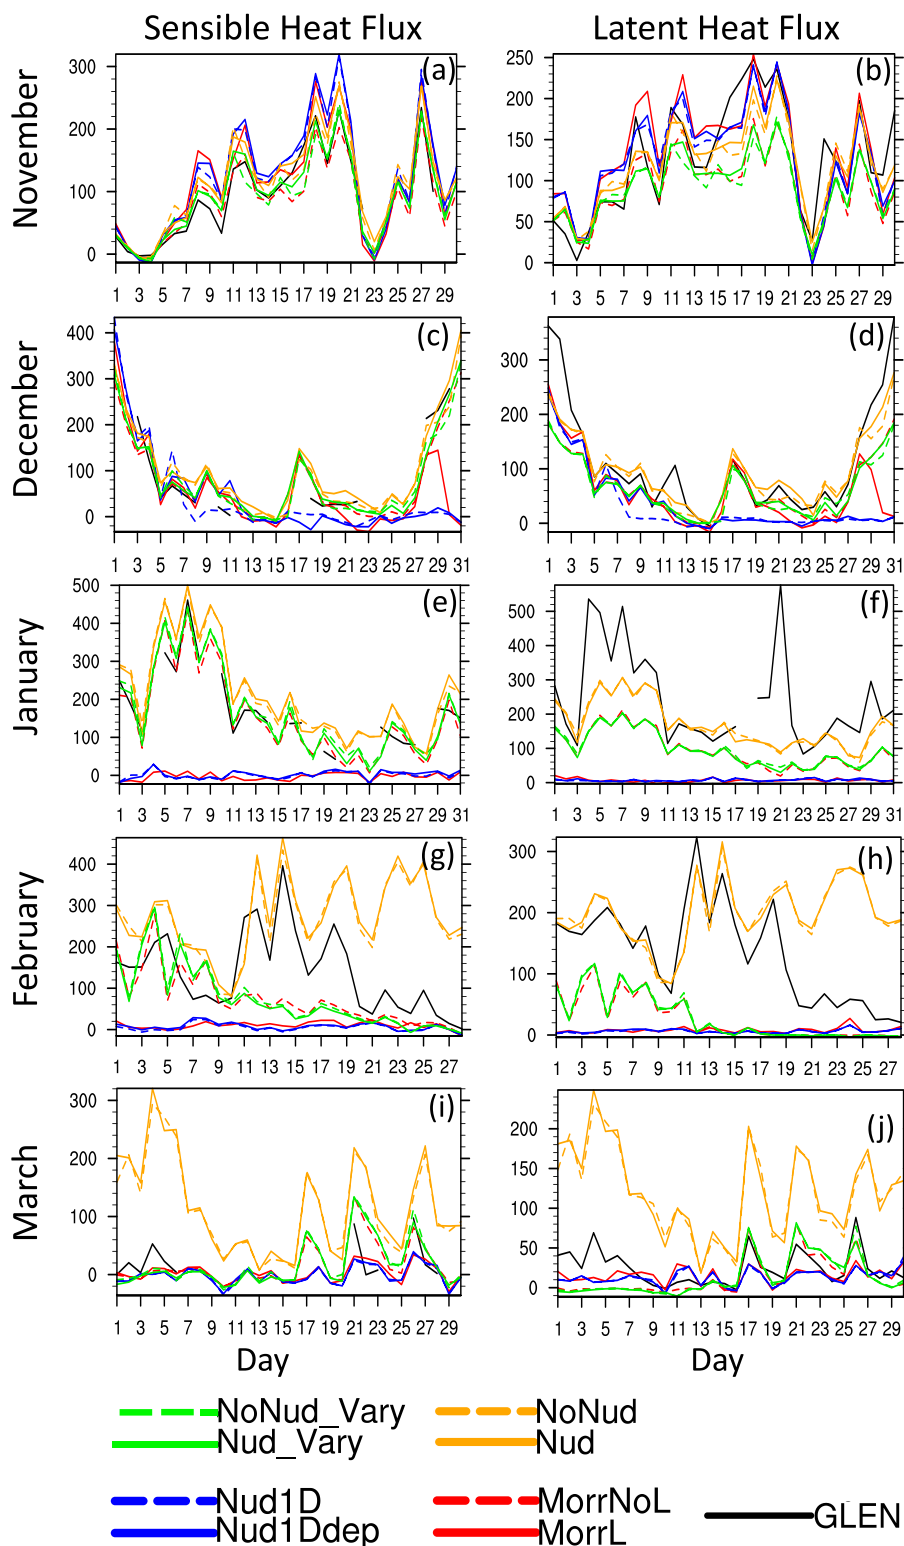 Sensible Heat Flux Latent Heat Flux
November
(a)
300
200
100
0
1 3 5 7 9 11 13 15 17 19 21 23 25 27 29
(b)
250
200
150
100
50
0
1 3 5 7 9 11 13 15 17 19 21 23 25 27 29
December
(c)
400
300
200
100
0
1 3 5 7 9 11 13 15 17 19 21 23 25 27 29 31
(d)
300
200
100
0
1 3 5 7 9 11 13 15 17 19 21 23 25 27 29 31
January
(e)
500
400
300
200
100
0
1 3 5 7 9 11 13 15 17 19 21 23 25 27 29 31
(f)
500
400
300
200
100
0
1 3 5 7 9 11 13 15 17 19 21 23 25 27 29 31
February
(g)
400
300
200
100
0
1 3 5 7 9 11 13 15 17 19 21 23 25 27
(h)
300
200
100
0
1 3 5 7 9 11 13 15 17 19 21 23 25 27
March
(i)
300
200
100
0
1 3 5 7 9 11 13 15 17 19 21 23 25 27 29
(j)
200
150
100
50
0
1 3 5 7 9 11 13 15 17 19 21 23 25 27 29
Day Day
NoNud_Vary NoNud
Nud_Vary Nud
Nud1D MorrNoL
Nud1Ddep MorrL
GLEN